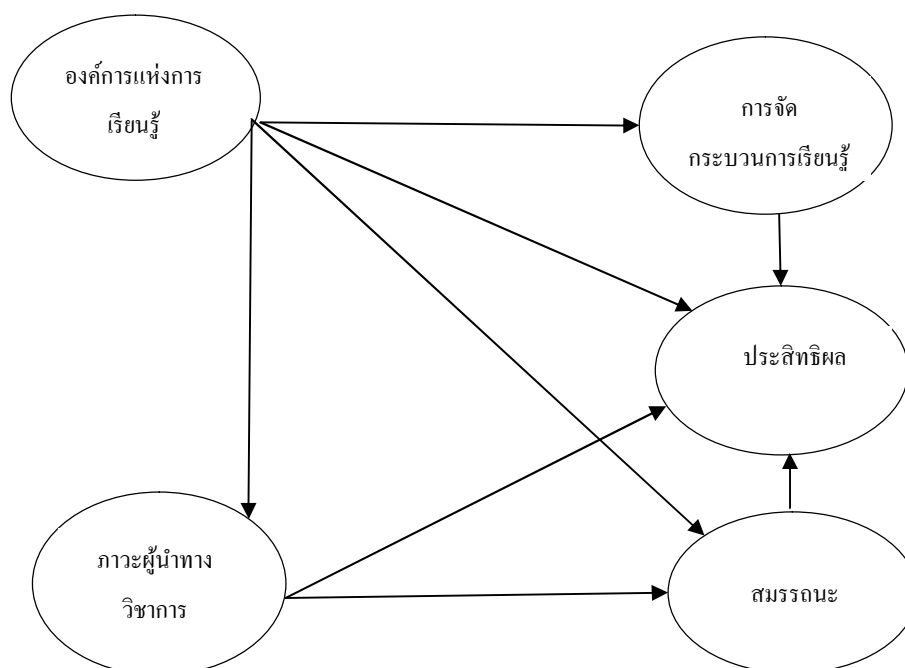 องค์การแห่งการ
เรียนรู้
การจัด
กระบวนการเรียนรู้
ประสิทธิผล
ภาวะผู้นำทาง
วิชาการ
สมรรถนะ